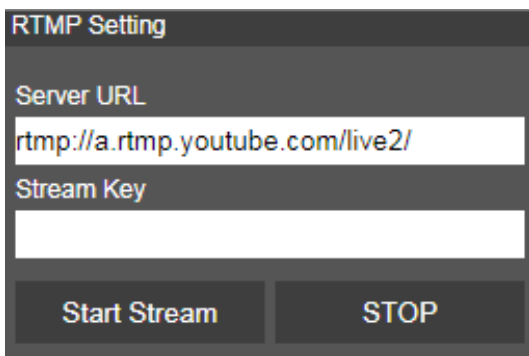 RTMP Setting
Server URL
rtmp://a.rtmp.youtube.com/live2/
Stream Key
Start Stream STOP